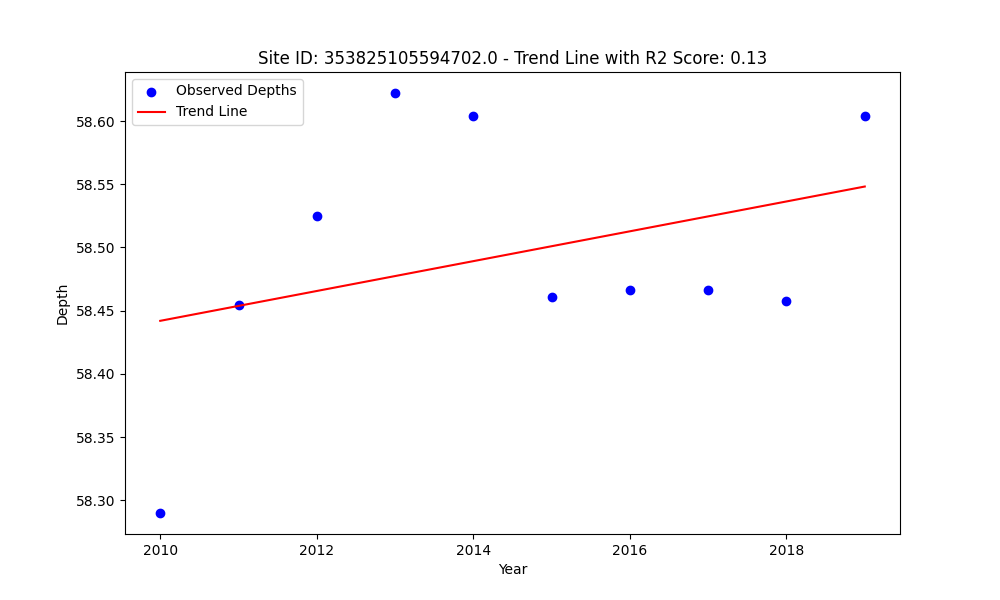 Site ID: 353825105594702.0 - Trend Line with R2 Score: 0.13
Observed Depths
Trend Line
58.60
58.55
58.50
58.45
58.40
58.35
58.30
Depth
2010
2012
2014
2016
2018
Year